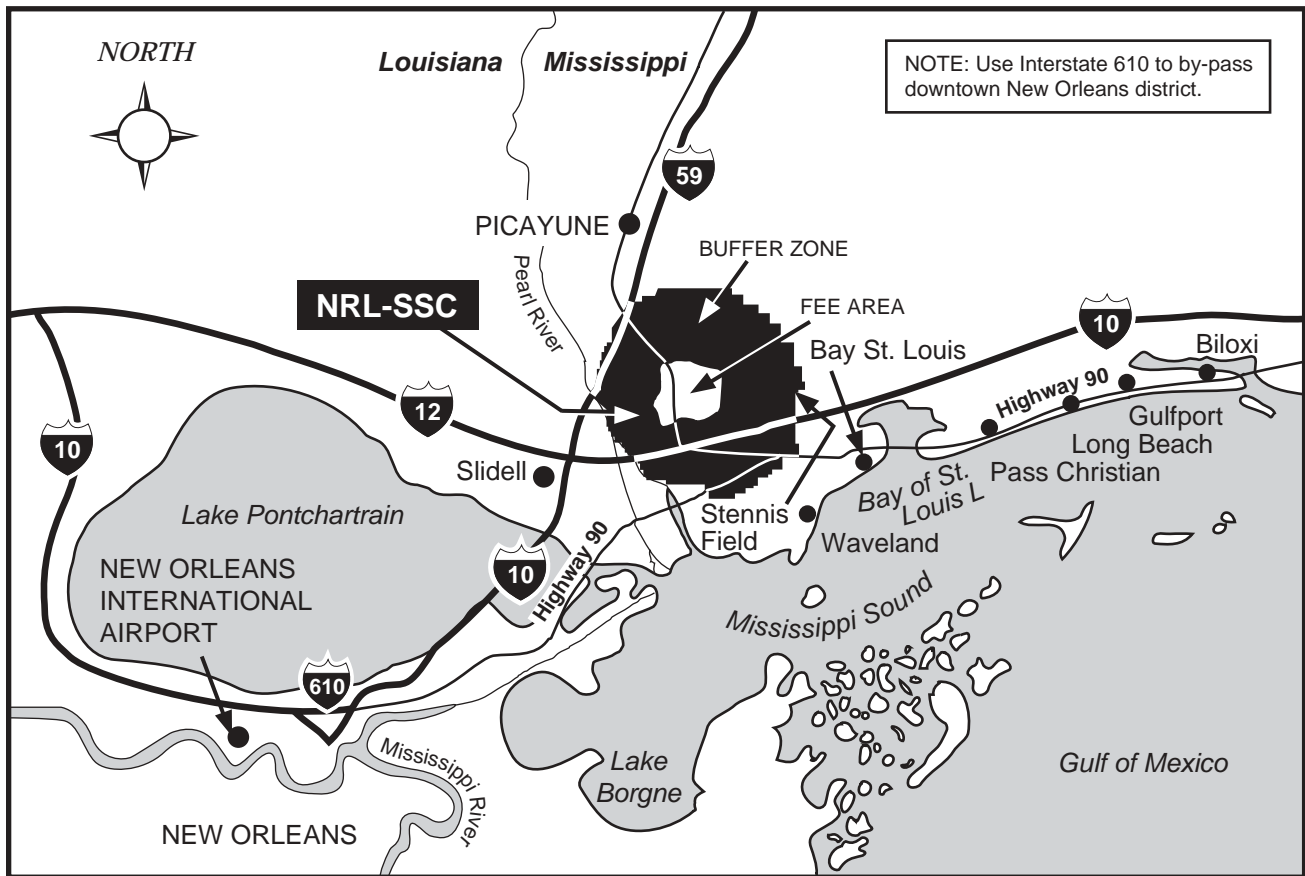 NORTH
Louisiana Mississippi
NOTE: Use Interstate 610 to by-pass
downtown New Orleans district.
59
PICAYUNE
Pearl River
BUFFER ZONE
NRL-SSC
FEE AREA
10
Bay St. Louis
Biloxi
12
Highway 90
Gulfport
10
Long Beach
Slidell
Pass Christian
Bay of St.
Louis L
Lake Pontchartrain
Stennis
Field
Waveland
10
Highway 90
NEW ORLEANS
INTERNATIONAL
AIRPORT
Mississippi Sound
610
Mississippi River
Lake
Borgne
Gulf of Mexico
NEW ORLEANS